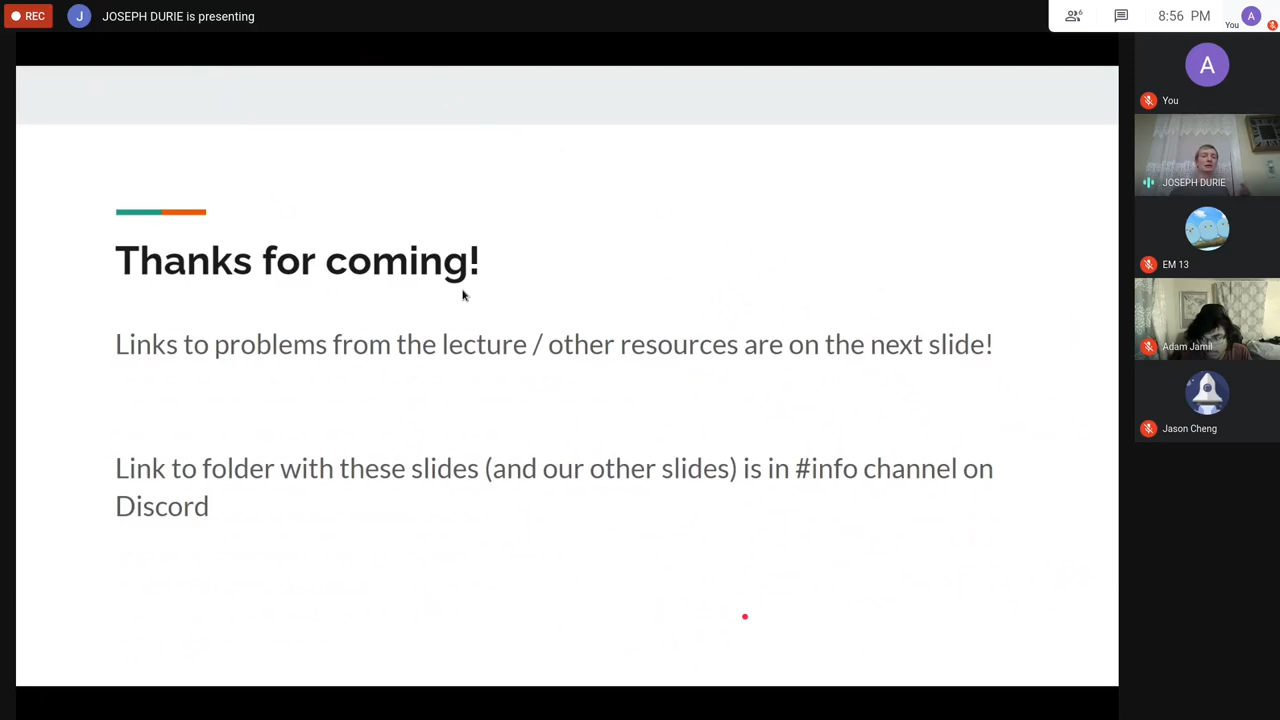 REC
J
JOSEPH DURIE is presenting
6
8:56 PM
You
A
A
You
JOSEPH DURIE
EM 13
Adam Jamil
Jason Cheng
Thanks for coming!
Links to problems from the lecture / other resources are on the next slide!
Link to folder with these slides (and our other slides) is in #info channel on
Discord